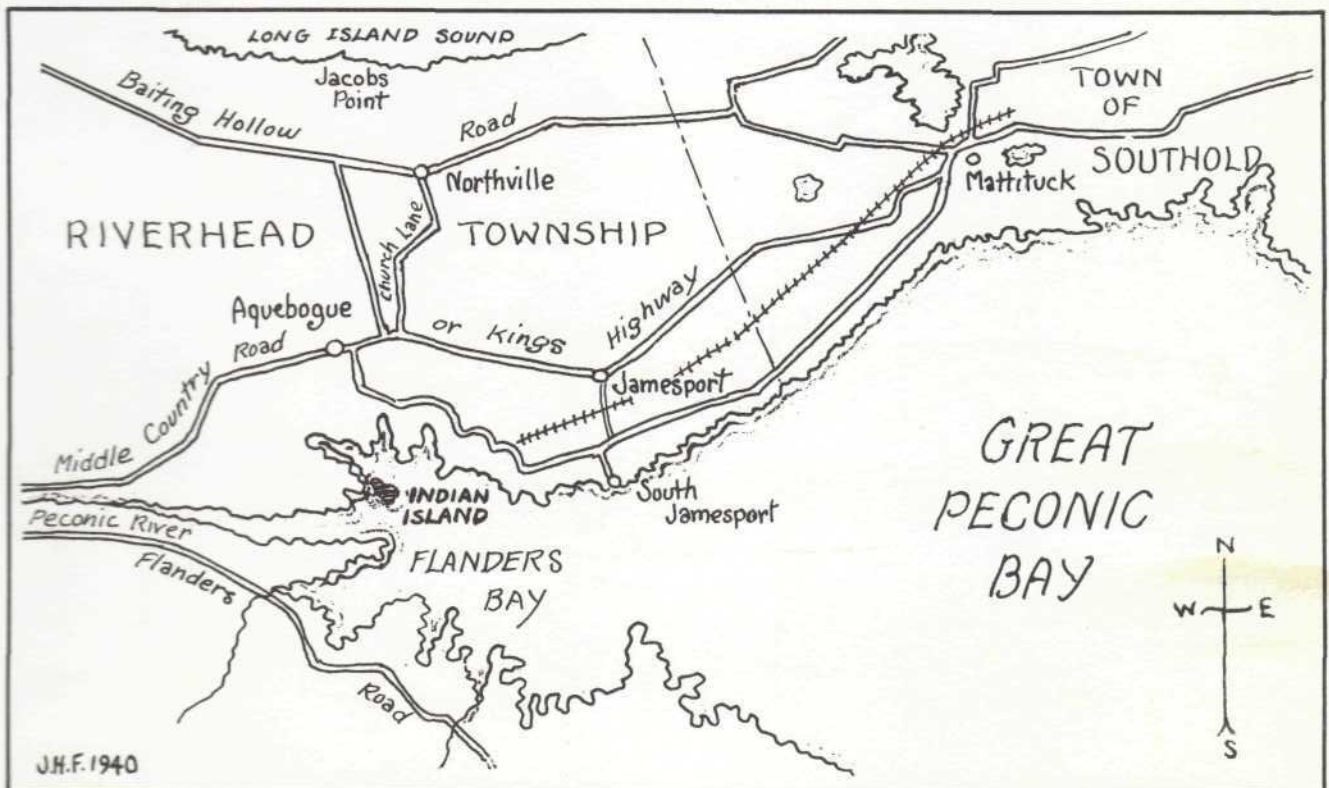 LONG ISLAND SOUND
Jacobs
Point
Baiting Hollow Road
TOWN
OF
SOUTHOLD
Mattituck
Northville
RIVERHEAD TOWNSHIP
Church Lane
Aquebogue
Middle Country Road or Kings Highway
Jamesport
INDIAN
ISLAND
South
Jamesport
Peconic River
Flanders Road
FLANDERS
BAY
GREAT
PECONIC
BAY
N
W E
S
J.H.F. 1940